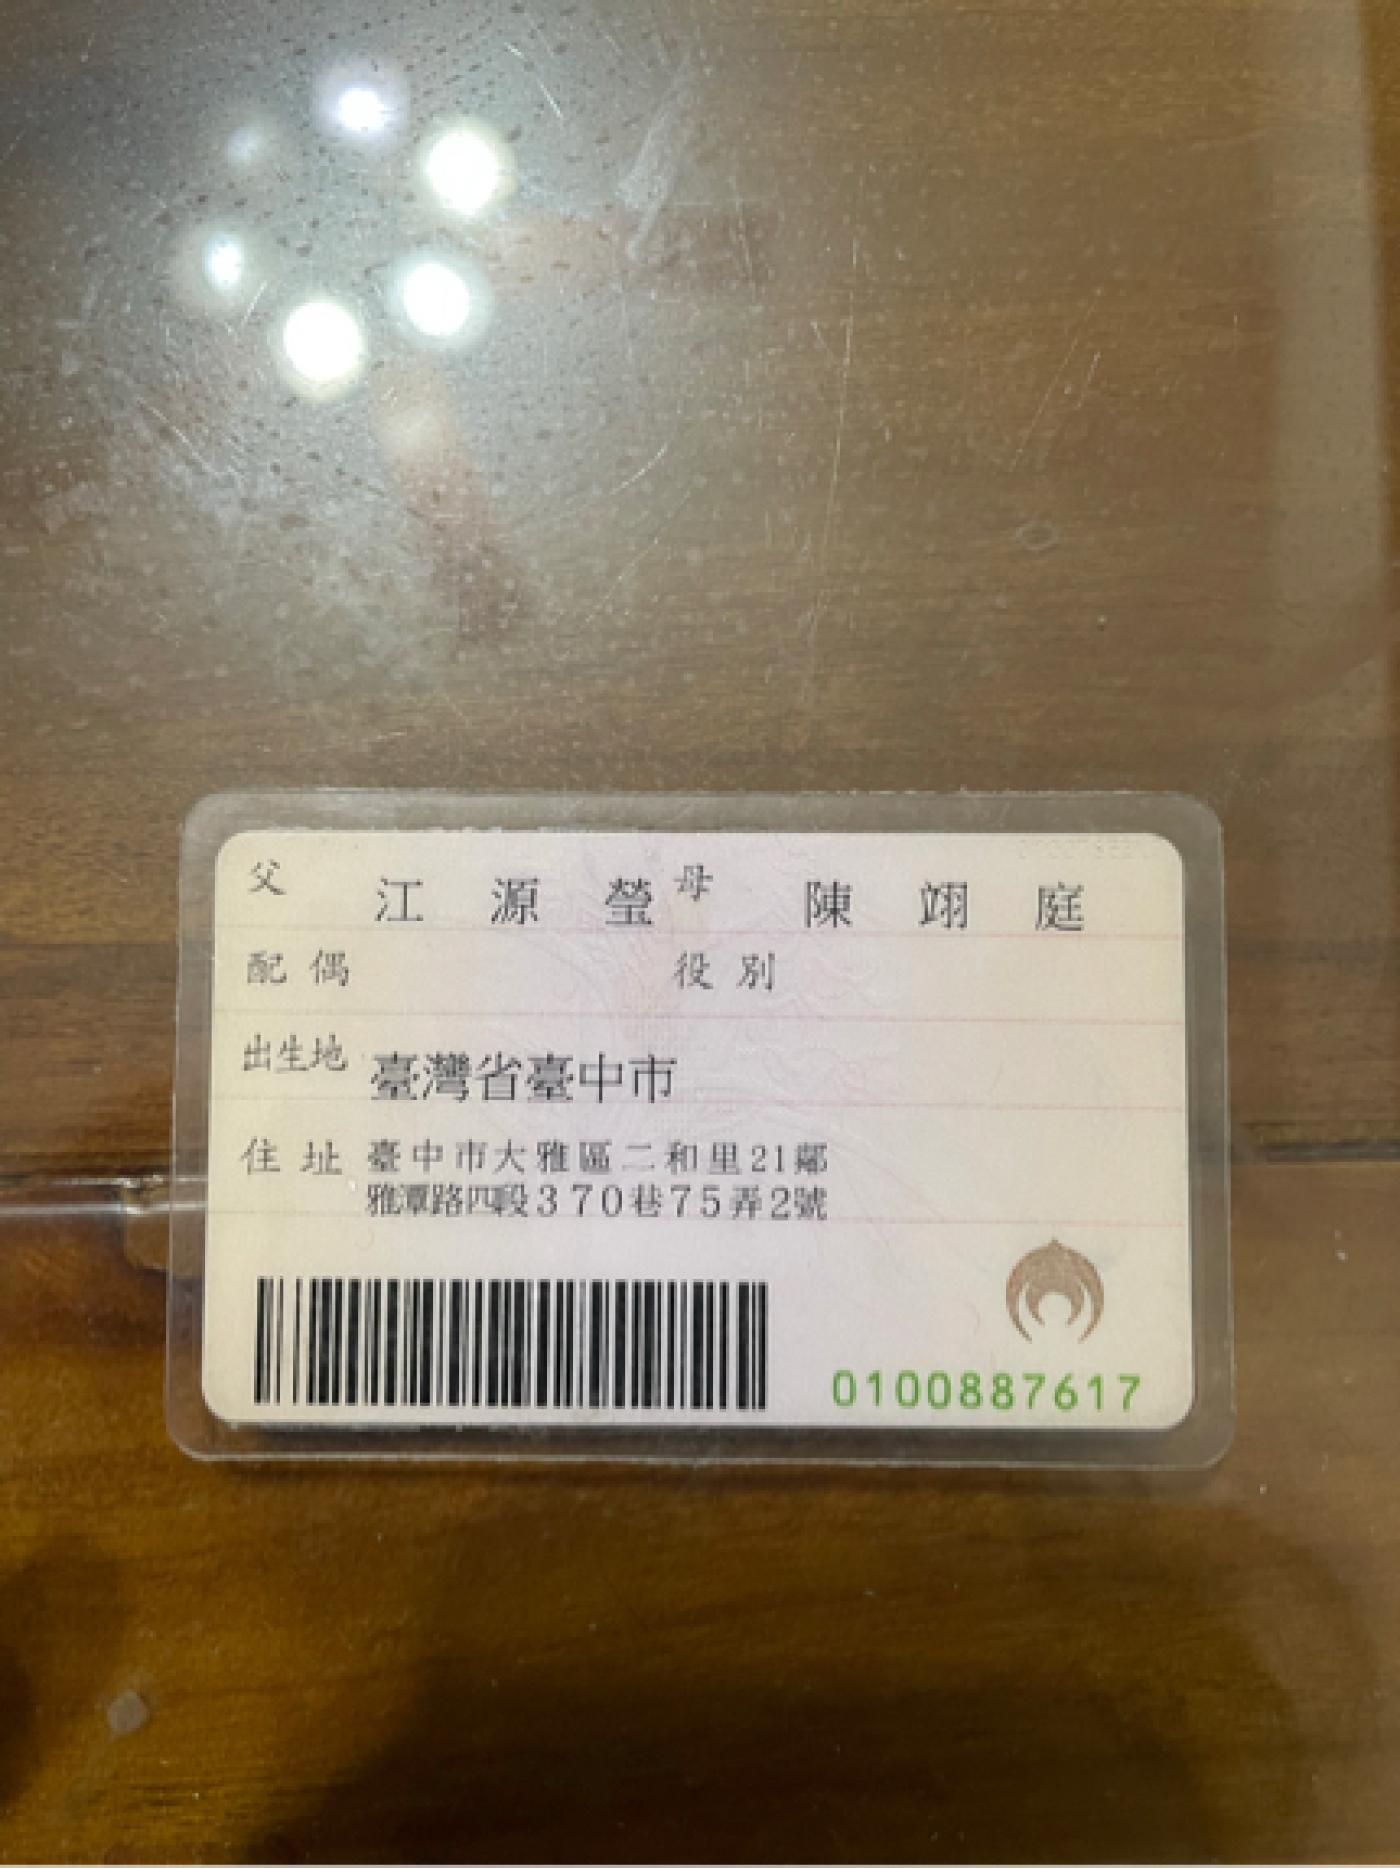 父 江源瑩 母 陳翊庭
配偶 役別
出生地 臺灣省臺中市
住址 臺中市大雅區二和里21鄰
雅潭路四段370巷75弄2號
0100887617